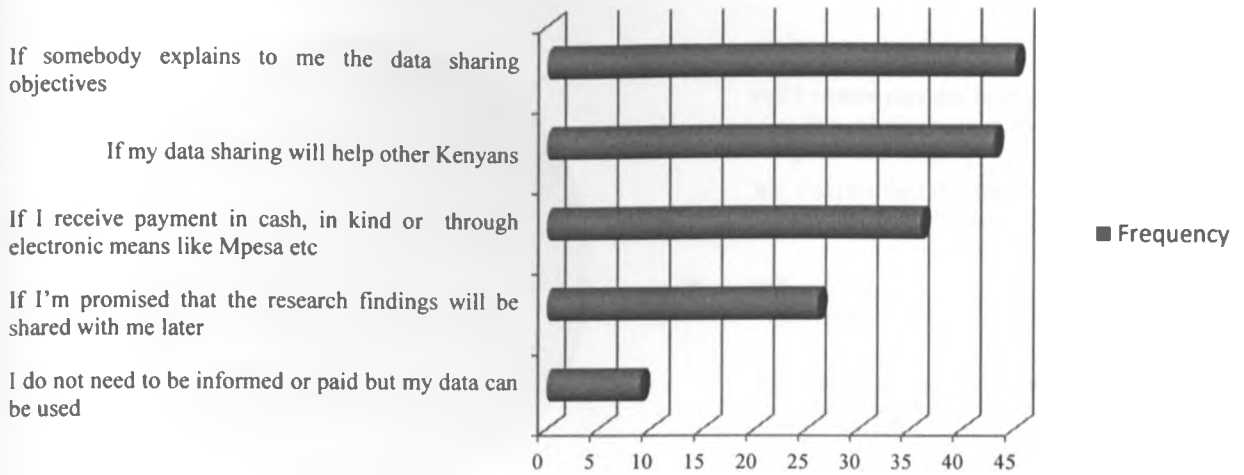 If somebody explains to me the data sharing
objectives
If my data sharing will help other Kenyans
If I receive payment in cash, in kind or through
electronic means like Mpesa etc
If I'm promised that the research findings will be
shared with me later
I do not need to be informed or paid but my data can
be used
Frequency
0 5 10 15 20 25 30 35 40 45